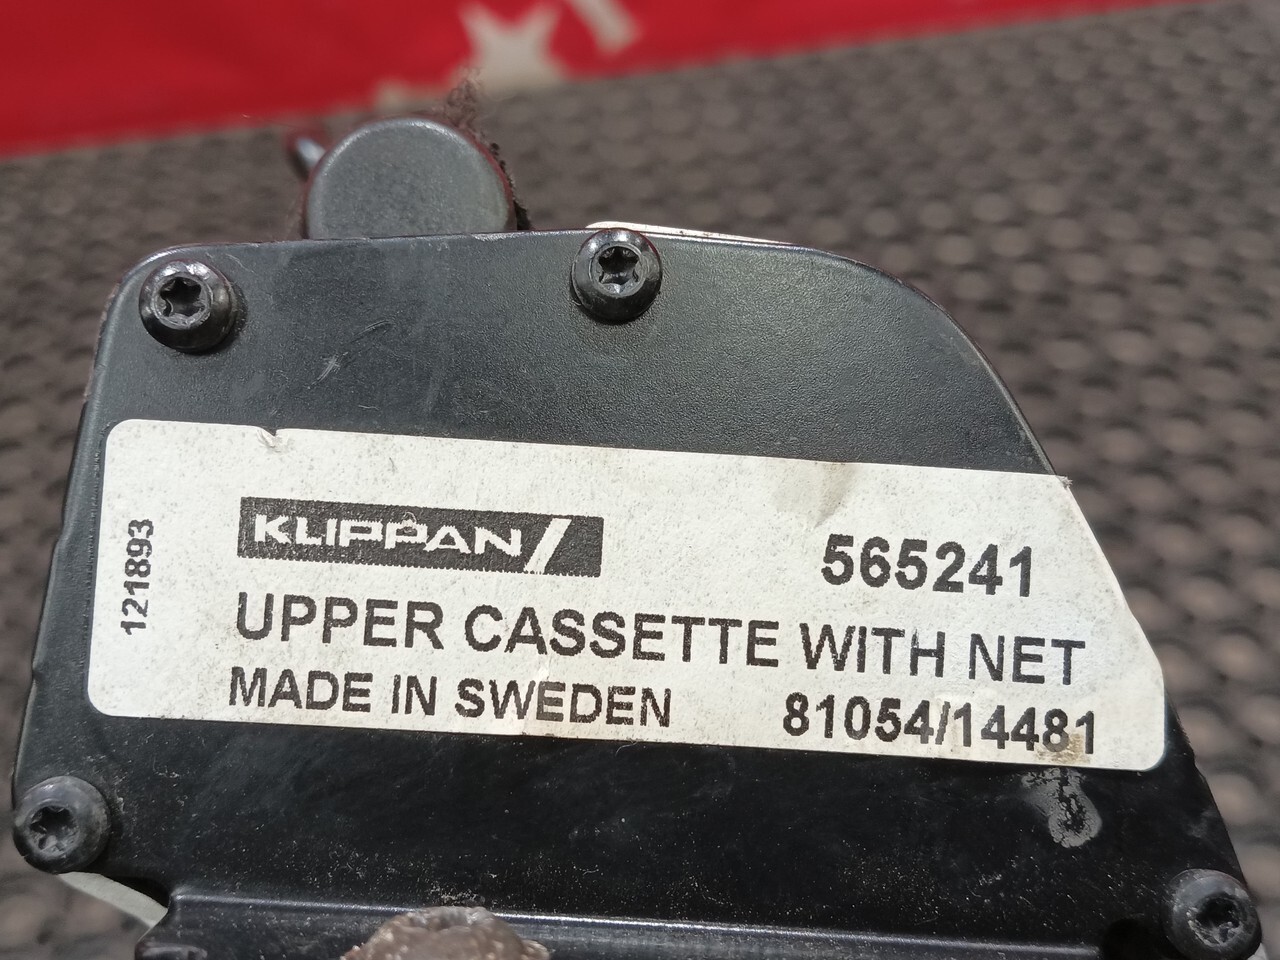 KLIPPAN
565241
UPPER CASSETTE WITH NET
MADE IN SWEDEN 81054/14481
121893